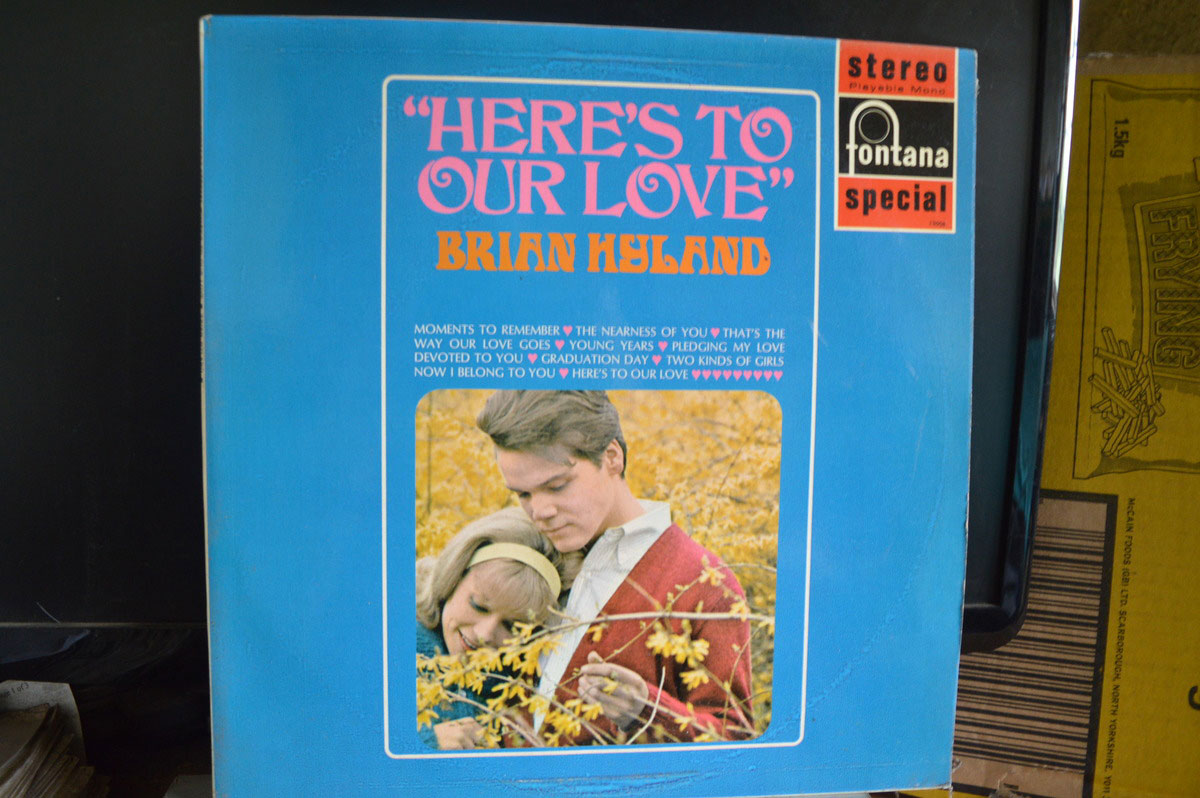 "HERE'S TO
OUR LOVE"
BRIAN HYLAND
MOMENTS TO REMEMBER ♥ THE NEARNESS OF YOU ♥ THAT'S THE
WAY OUR LOVE GOES ♥ YOUNG YEARS ♥ PLEDGING MY LOVE
DEVOTED TO YOU ♥ GRADUATION DAY ♥ TWO KINDS OF GIRLS
NOW I BELONG TO YOU ♥ HERE'S TO OUR LOVE ♥♥♥♥♥♥♥♥♥
stereo
Playable Mono
fontana
special
1.5kg
FRYING
McCAIN FOODS (GB) LTD, SCARBOROUGH, NORTH YORKSHIRE, YO11